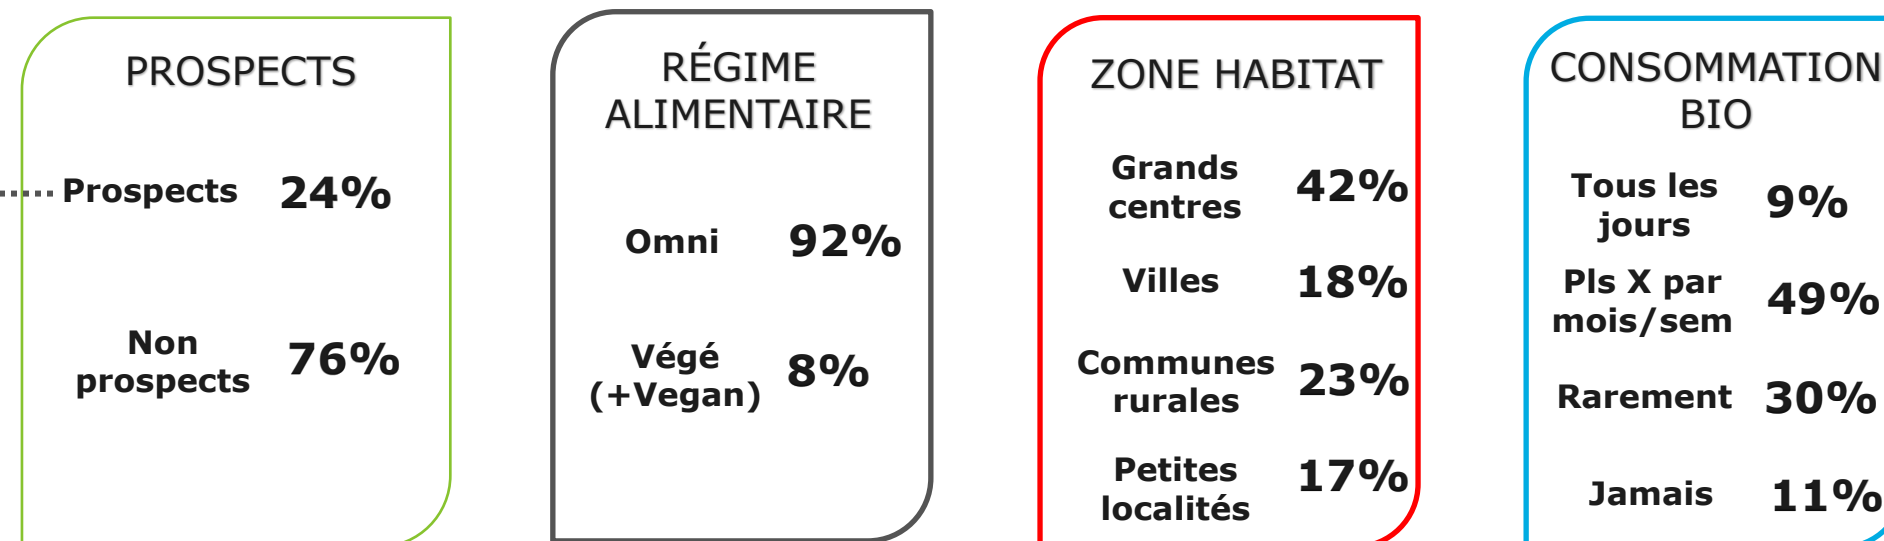 PROSPECTS
Prospects 24%
Non
prospects 76%
RÉGIME
ALIMENTAIRE
Omni 92%
Végé
(+Vegan) 8%
ZONE HABITAT
Grands
centres 42%
Villes 18%
Communes
rurales 23%
Petites
localités 17%
CONSOMMATION
BIO
Tous les
jours 9%
Pls X par
mois/sem 49%
Rarement 30%
Jamais 11%